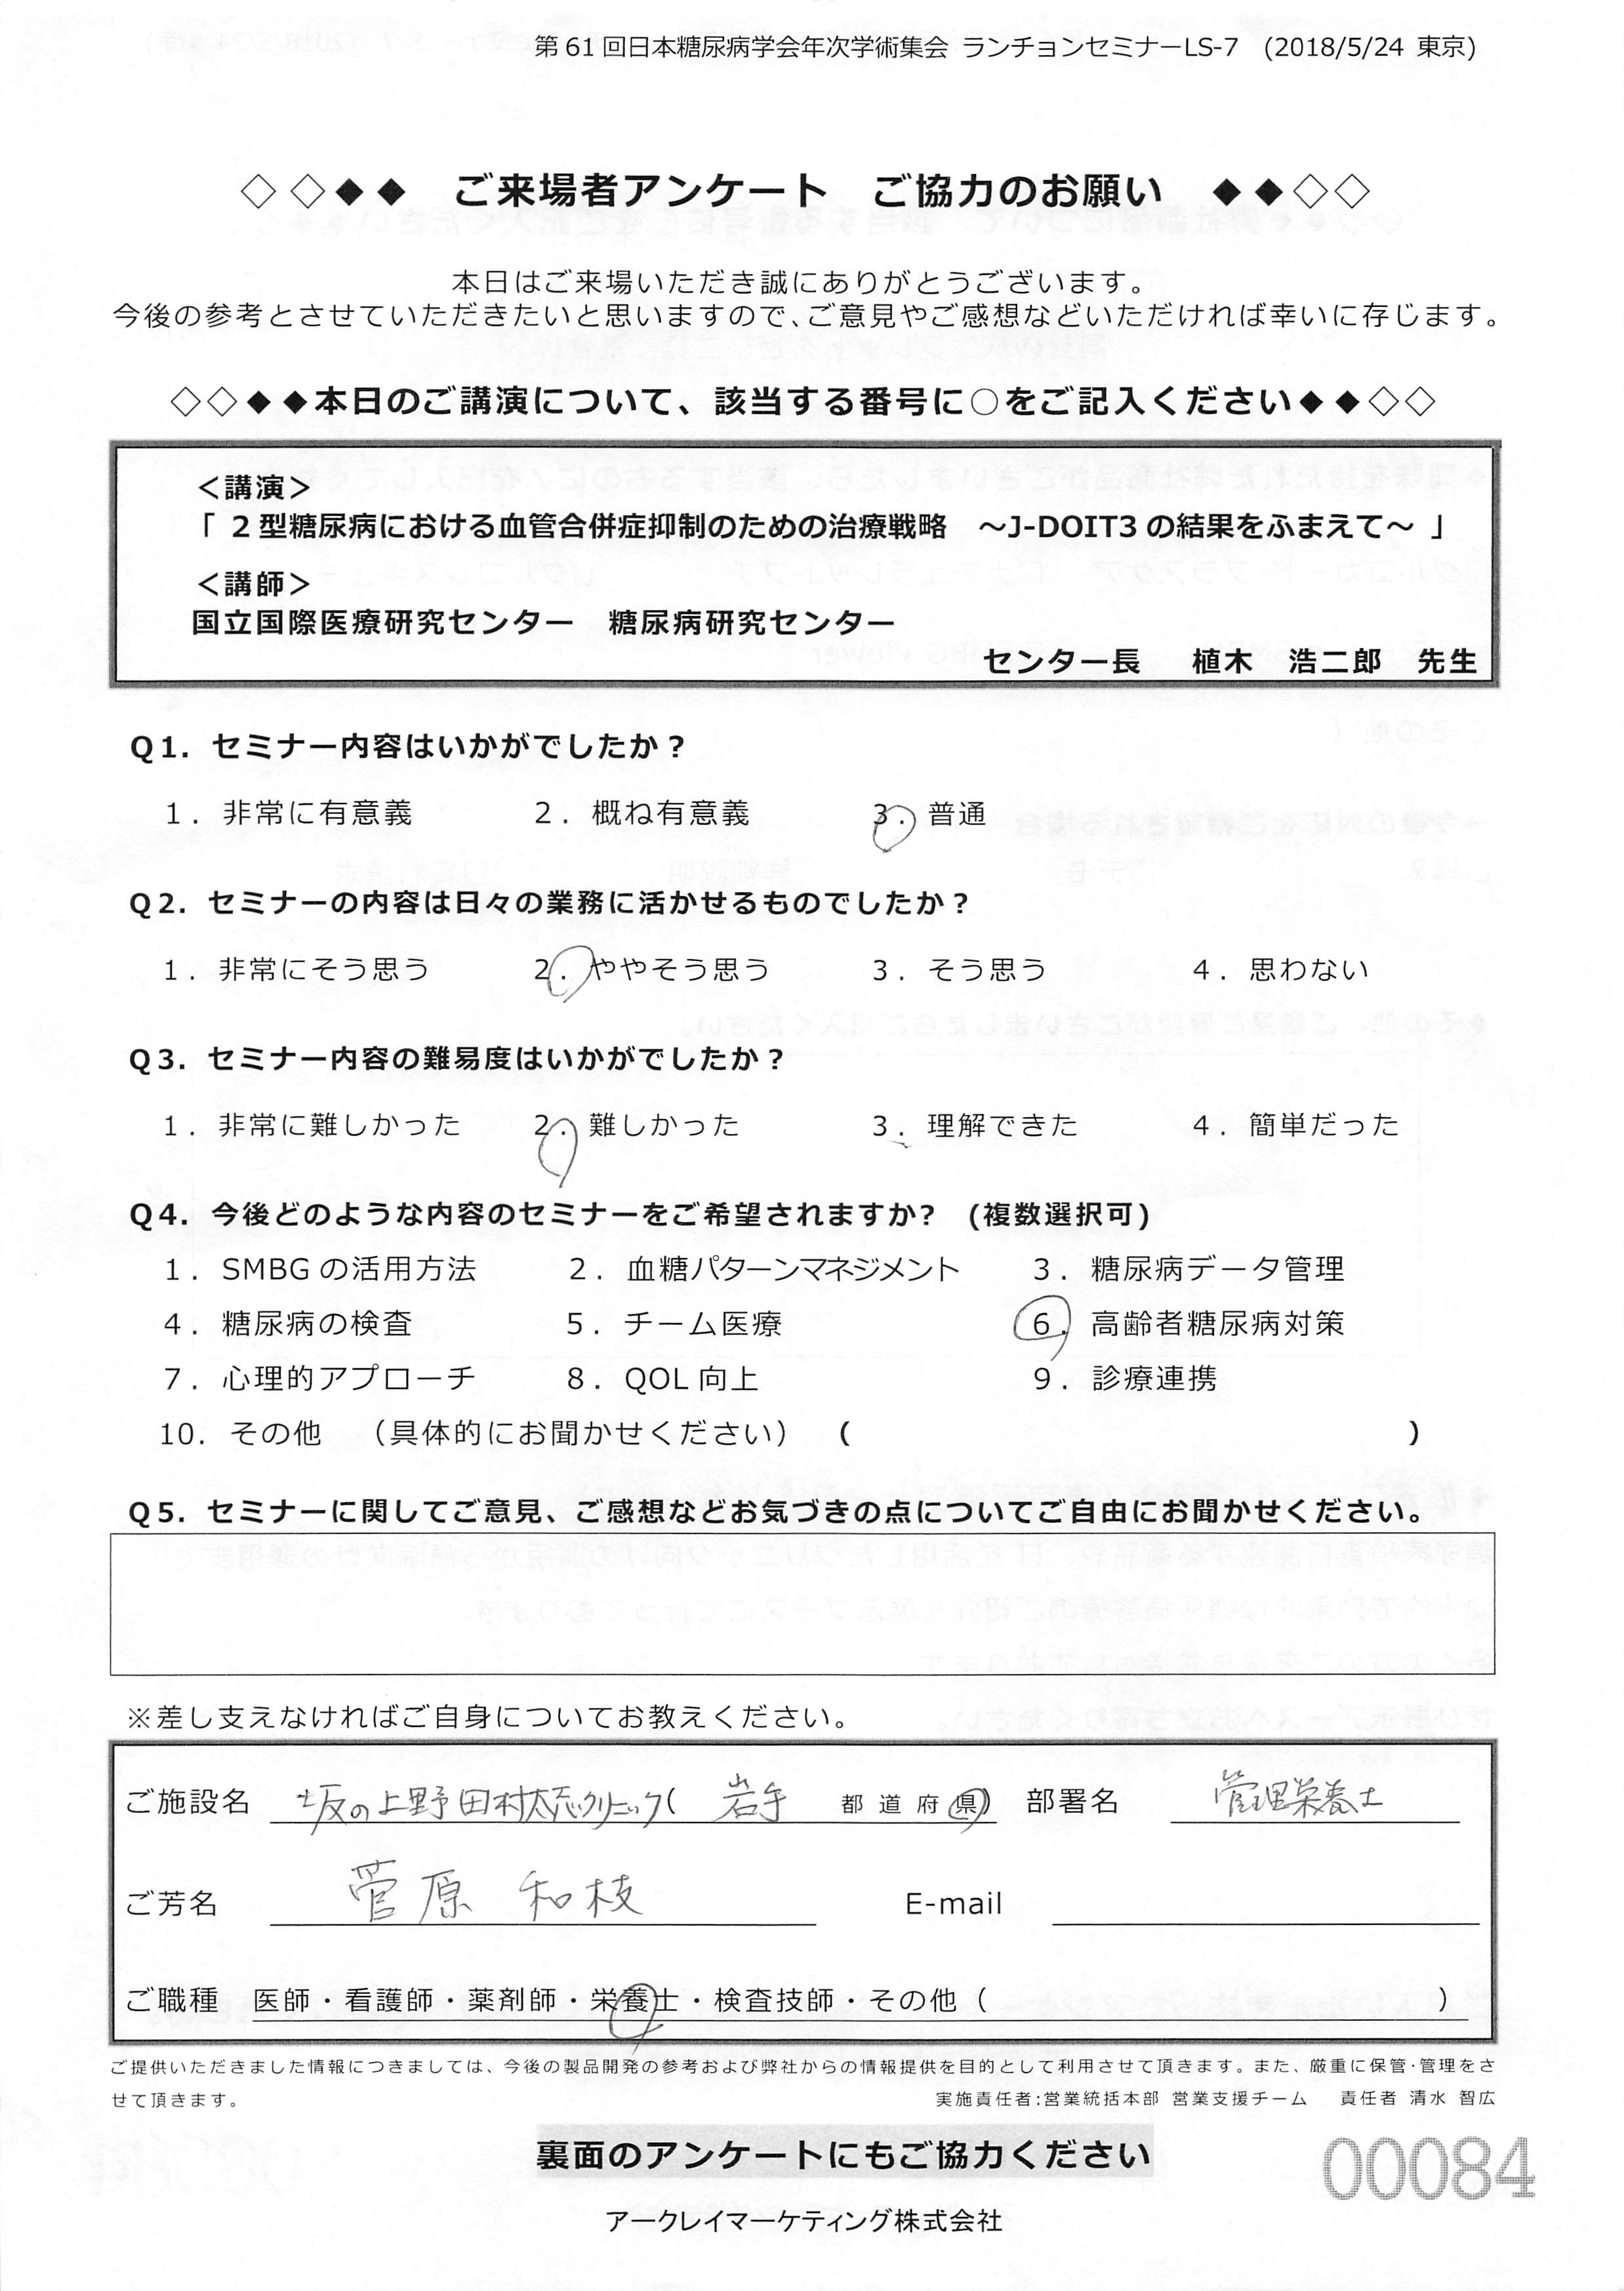 第61回日本糖尿病学会年次学術集会 ランチョンセミナーLS-7 (2018/5/24 東京)
◇◇◆◆ ご来場者アンケート ご協力のお願い ◆◆◇◇
本日はご来場いただき誠にありがとうございます。
今後の参考とさせていただきたいと思いますので、ご意見やご感想などいただければ幸いに存じます。
◇◇◆◆本日のご講演について、該当する番号に○をご記入ください◆◆◇◇
＜講演＞
「 2型糖尿病における血管合併症抑制のための治療戦略 ～J-DOIT3の結果をふまえて～ 」
＜講師＞
国立国際医療研究センター 糖尿病研究センター
センター長 植木 浩二郎 先生
Q1. セミナー内容はいかがでしたか？
1. 非常に有意義 2. 概ね有意義 3. 普通
Q2. セミナーの内容は日々の業務に活かせるものでしたか？
1. 非常にそう思う 2. ややそう思う 3. そう思う 4. 思わない
Q3. セミナー内容の難易度はいかがでしたか？
1. 非常に難しかった 2. 難しかった 3. 理解できた 4. 簡単だった
Q4. 今後どのような内容のセミナーをご希望されますか? (複数選択可)
1. SMBGの活用方法 2. 血糖パターンマネジメント 3. 糖尿病データ管理
4. 糖尿病の検査 5. チーム医療 6. 高齢者糖尿病対策
7. 心理的アプローチ 8. QOL向上 9. 診療連携
10. その他 （具体的にお聞かせください） ( )
Q5. セミナーに関してご意見、ご感想などお気づきの点についてご自由にお聞かせください。
※差し支えなければご自身についてお教えください。
ご施設名 坂の上野田村太志クリニック( 岩手 都 道 府 県) 部署名 管理栄養士
ご芳名 菅原 和枝 E-mail
ご職種 医師・看護師・薬剤師・栄養士・検査技師・その他（ ）
ご提供いただきました情報につきましては、今後の製品開発の参考および弊社からの情報提供を目的として利用させて頂きます。また、厳重に保管・管理をさ
せて頂きます。 実施責任者:営業統括本部 営業支援チーム 責任者 清水 智広
裏面のアンケートにもご協力ください
00084
アークレイマーケティング株式会社